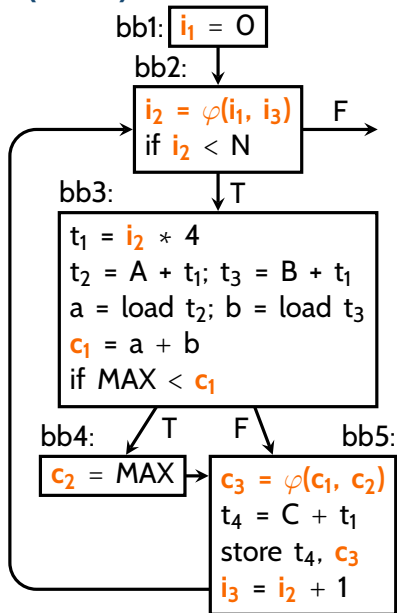 bb1:
i₁ = 0
bb2:
i₂ = φ(i₁, i₃)
if i₂ < N
F
T
bb3:
t₁ = i₂ * 4
t₂ = A + t₁; t₃ = B + t₁
a = load t₂; b = load t₃
c₁ = a + b
if MAX < c₁
T
F
bb4:
c₂ = MAX
bb5:
c₃ = φ(c₁, c₂)
t₄ = C + t₁
store t₄, c₃
i₃ = i₂ + 1